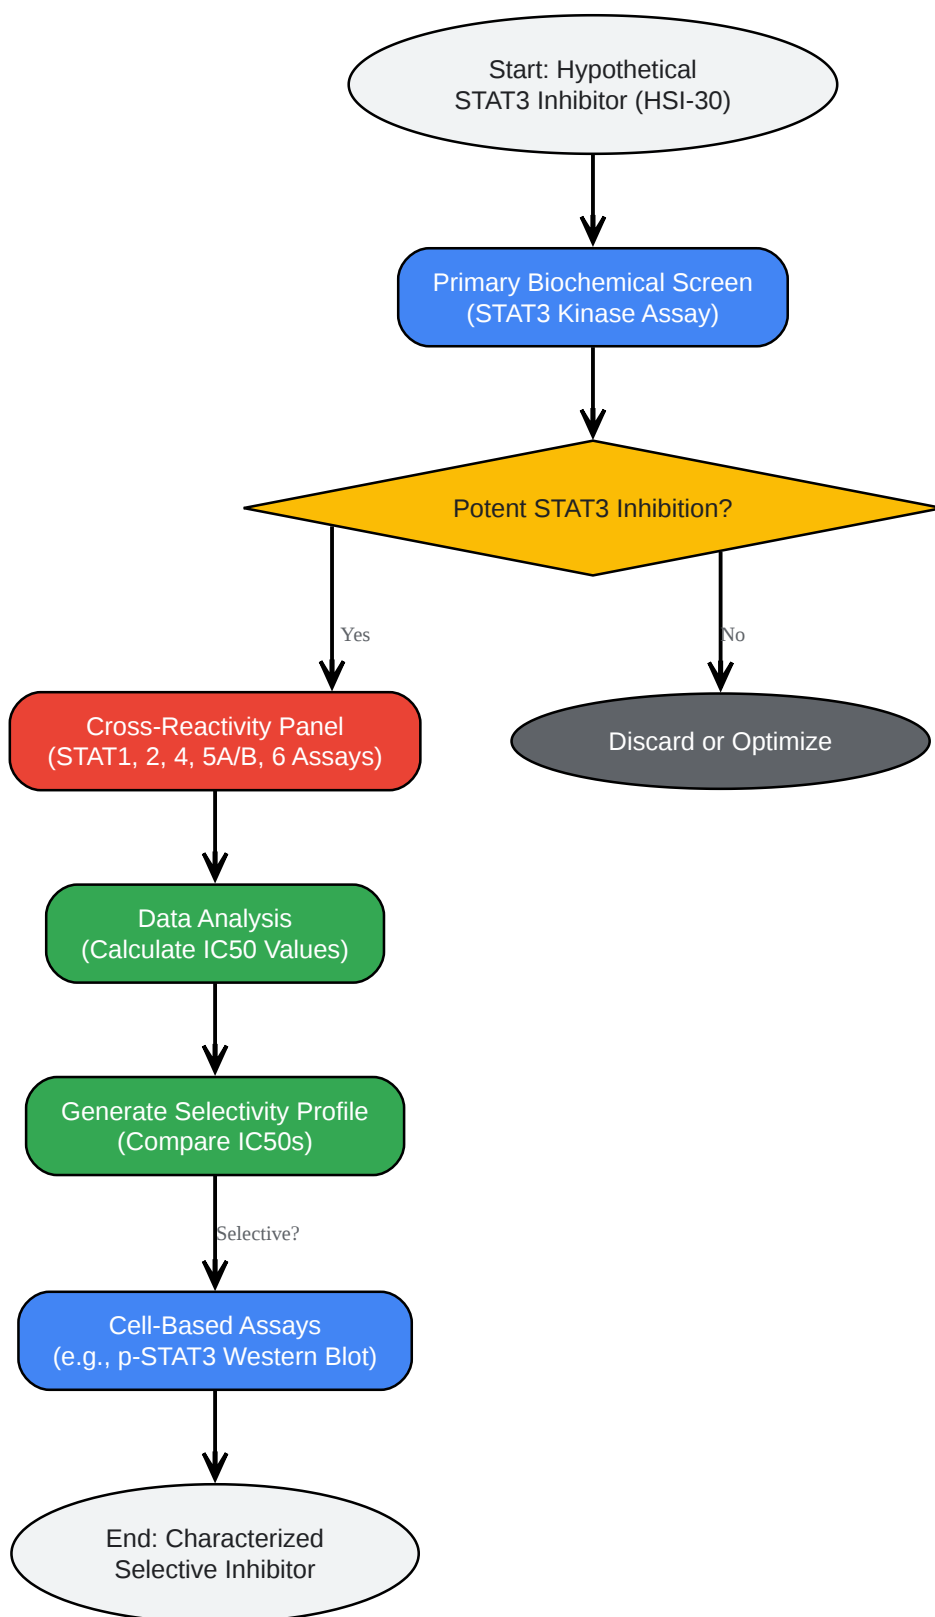 Start: Hypothetical
STAT3 Inhibitor (HSI-30)
Primary Biochemical Screen
(STAT3 Kinase Assay)
Potent STAT3 Inhibition?
Yes
No
Cross-Reactivity Panel
(STAT1, 2, 4, 5A/B, 6 Assays)
Discard or Optimize
Data Analysis
(Calculate IC50 Values)
Generate Selectivity Profile
(Compare IC50s)
Selective?
Cell-Based Assays
(e.g., p-STAT3 Western Blot)
End: Characterized
Selective Inhibitor